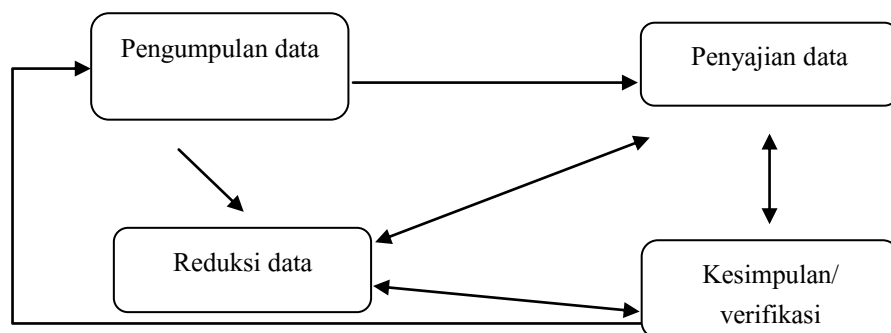 Pengumpulan data
Penyajian data
Reduksi data
Kesimpulan/
verifikasi